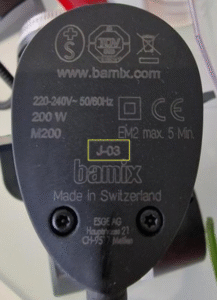 www.bamix.com
220-240V~ 50/60Hz
200 W
M200
EM2 max. 5 Min.
J-03
bamix
Made in Switzerland
ESGE AG
21